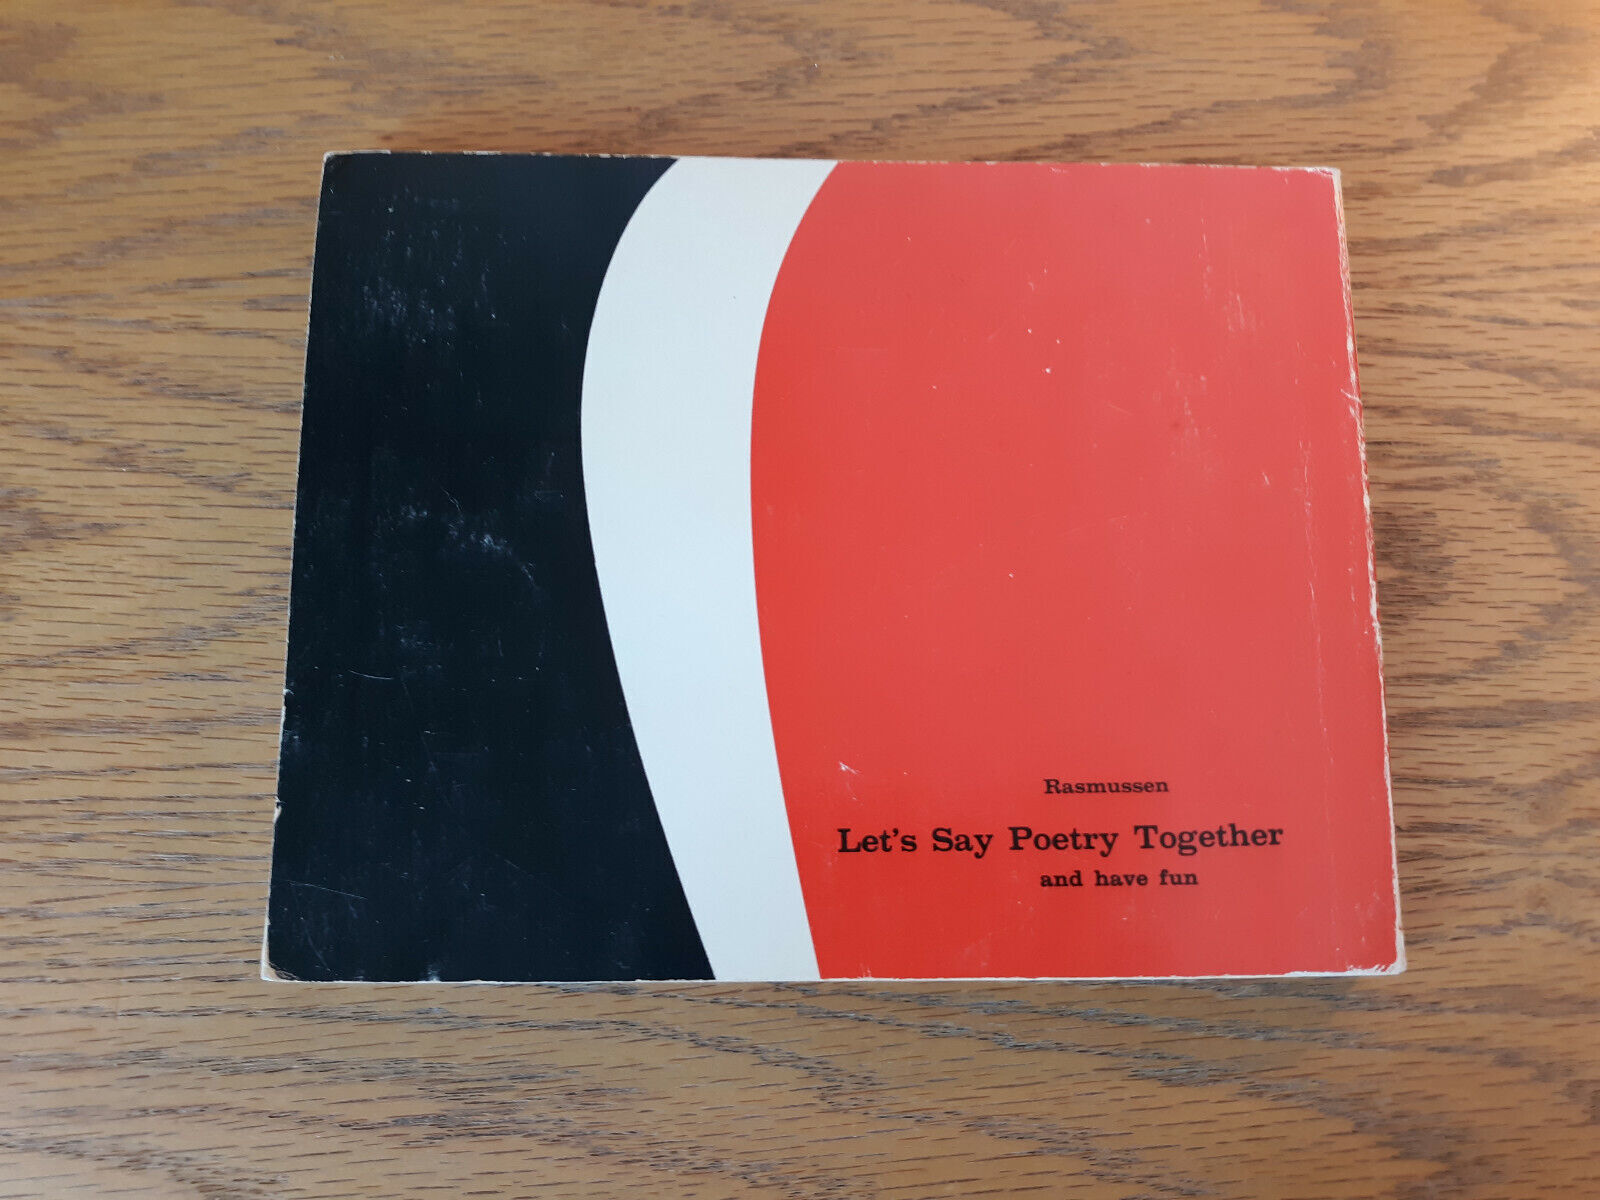 Rasmussen
Let's Say Poetry Together
and have fun